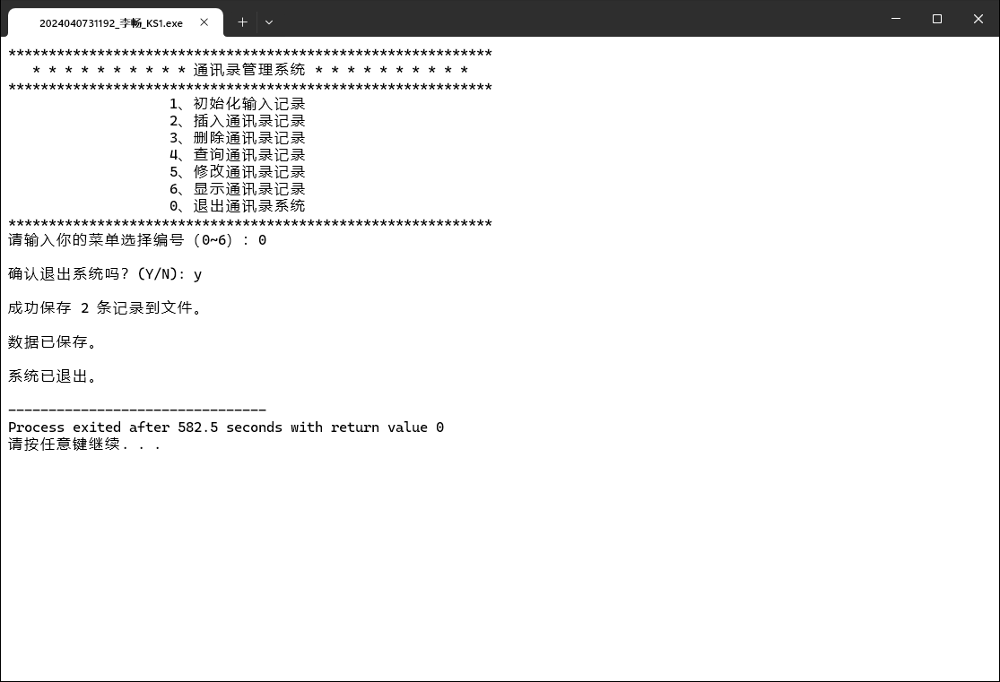 2024040731192_李畅_KS1.exe
************************************************************
* * * * * * * * * * 通讯录管理系统 * * * * * * * * * *
************************************************************
1、初始化输入记录
2、插入通讯录记录
3、删除通讯录记录
4、查询通讯录记录
5、修改通讯录记录
6、显示通讯录记录
0、退出通讯录系统
************************************************************
请输入你的菜单选择编号（0~6）：0
确认退出系统吗？(Y/N): y
成功保存 2 条记录到文件。
数据已保存。
系统已退出。
--------------------------------
Process exited after 582.5 seconds with return value 0
请按任意键继续. . .